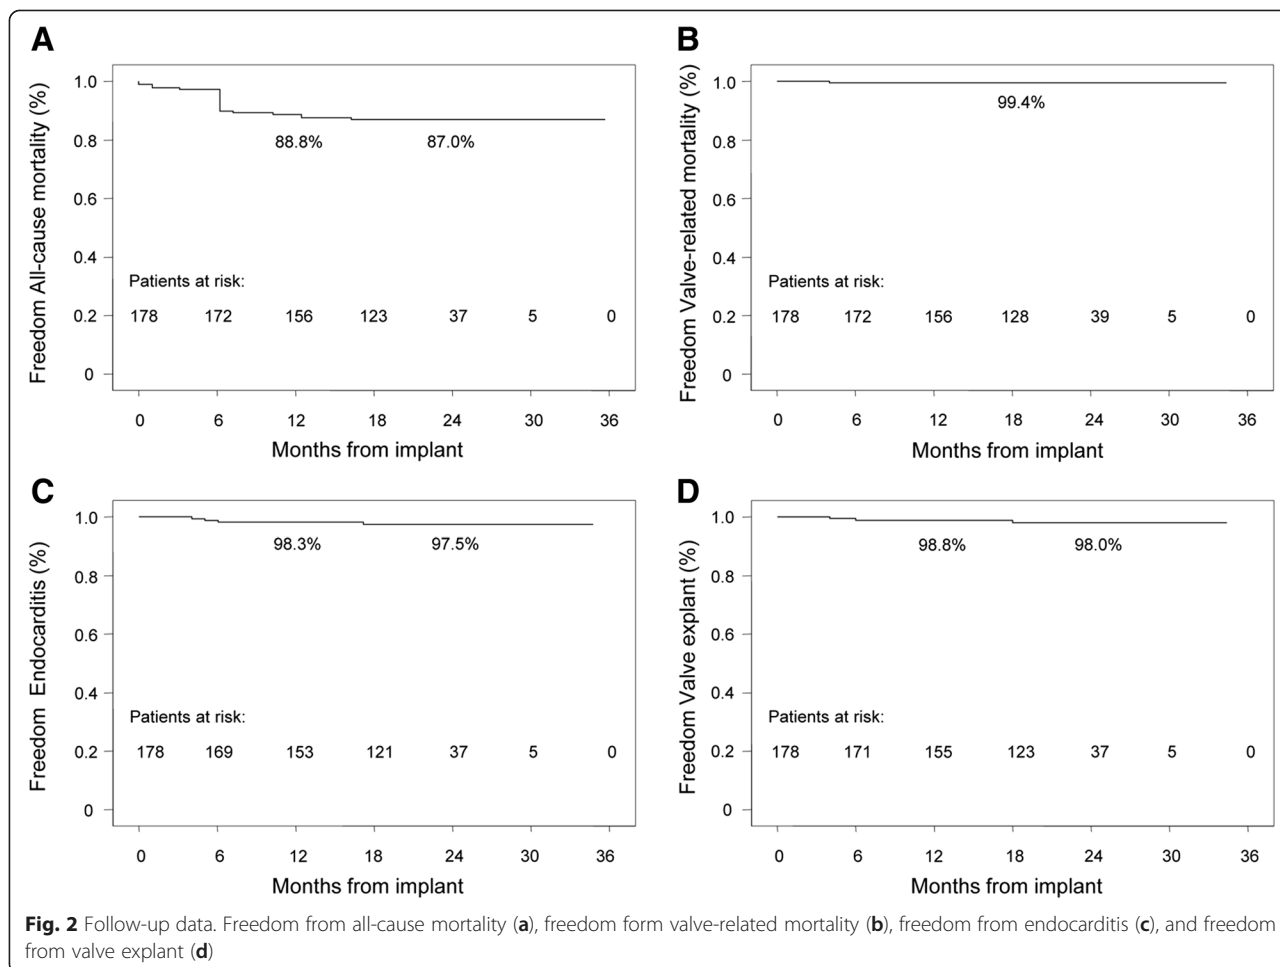 A
Freedom All-cause mortality (%)
1.0
0.8
0.6
0.4
0.2
0
88.8%
87.0%
Patients at risk:
178 172 156 123 37 5 0
0 6 12 18 24 30 36
Months from implant
B
Freedom Valve-related mortality (%)
1.0
0.8
0.6
0.4
0.2
0
99.4%
Patients at risk:
178 172 156 128 39 5 0
0 6 12 18 24 30 36
Months from implant
C
Freedom Endocarditis (%)
1.0
0.8
0.6
0.4
0.2
0
98.3%
97.5%
Patients at risk:
178 169 153 121 37 5 0
0 6 12 18 24 30 36
Months from implant
D
Freedom Valve explant (%)
1.0
0.8
0.6
0.4
0.2
0
98.8%
98.0%
Patients at risk:
178 171 155 123 37 5 0
0 6 12 18 24 30 36
Months from implant
Fig. 2 Follow-up data. Freedom from all-cause mortality (a), freedom form valve-related mortality (b), freedom from endocarditis (c), and freedom
from valve explant (d)